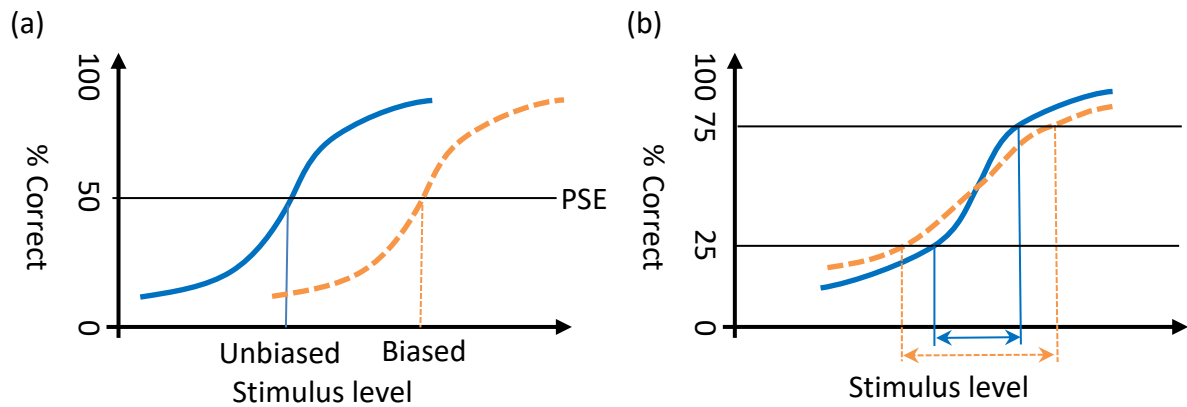 (a)
100
% Correct
50
PSE
0
Unbiased
Biased
Stimulus level
(b)
100
75
% Correct
25
0
Stimulus level